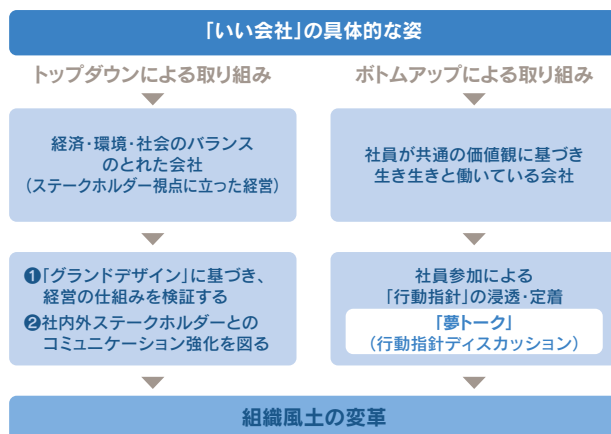 「いい会社」の具体的な姿
トップダウンによる取り組み
経済・環境・社会のバランス
のとれた会社
(ステークホルダー視点に立った経営)
❶「グランドデザイン」に基づき、
経営の仕組みを検証する
❷社内外ステークホルダーとの
コミュニケーション強化を図る
ボトムアップによる取り組み
社員が共通の価値観に基づき
生き生きと働いている会社
社員参加による
「行動指針」の浸透・定着
「夢トーク」
(行動指針ディスカッション)
組織風土の変革